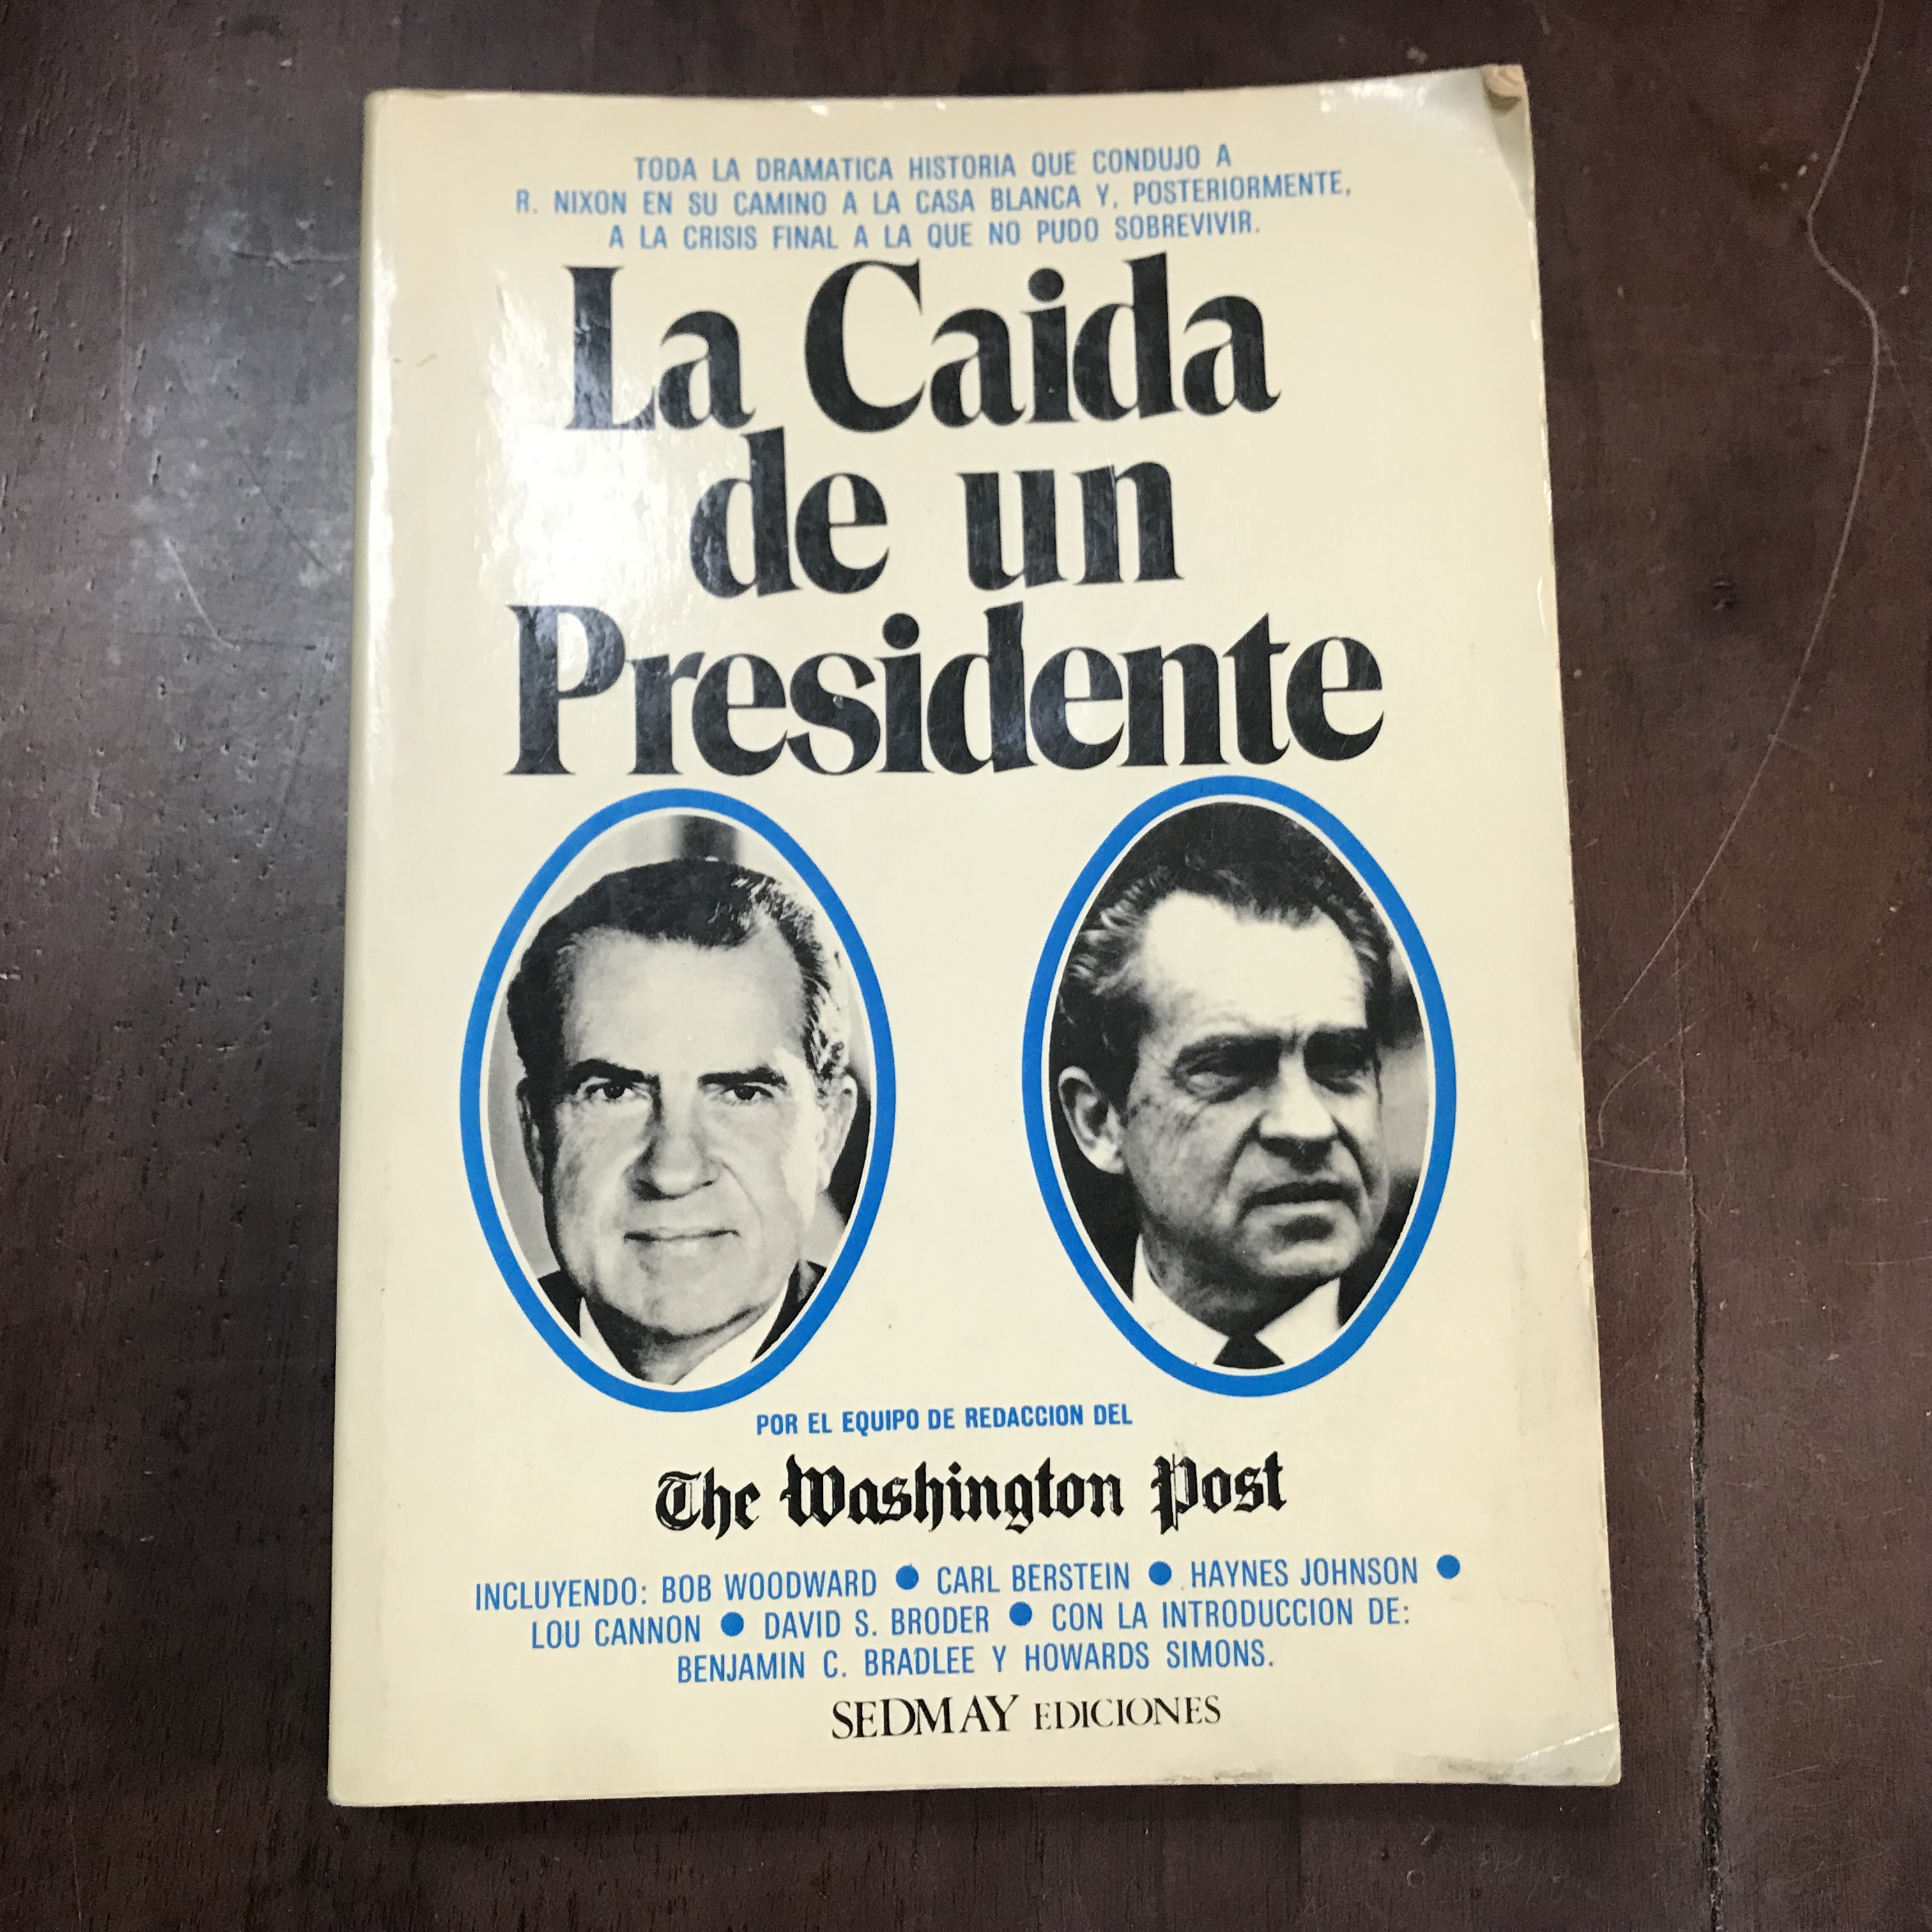 TODA LA DRAMATICA HISTORIA QUE CONDUJO A
R. NIXON EN SU CAMINO A LA CASA BLANCA Y, POSTERIORMENTE,
A LA CRISIS FINAL A LA QUE NO PUDO SOBREVIVIR.
La Caida
de un
Presidente
POR EL EQUIPO DE REDACCION DEL
The Washington Post
INCLUYENDO: BOB WOODWARD ● CARL BERSTEIN ● HAYNES JOHNSON ●
LOU CANNON ● DAVID S. BRODER ● CON LA INTRODUCCION DE:
BENJAMIN C. BRADLEE Y HOWARDS SIMONS.
SEDMAY EDICIONES